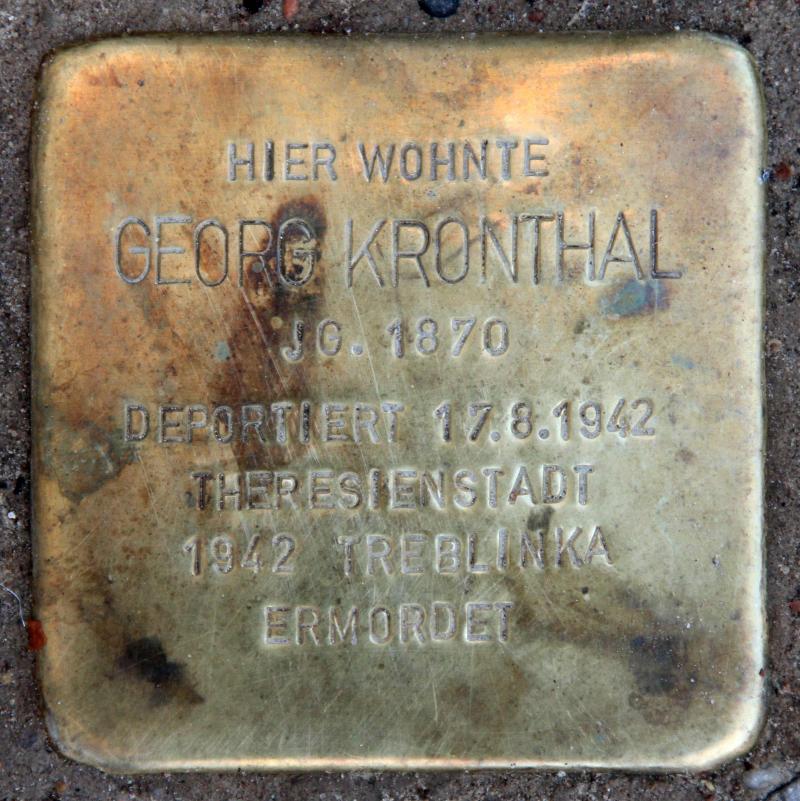 HIER WOHNTE
GEORG KRONTHAL
JG. 1870
DEPORTIERT 17.8.1942
THERESIENSTADT
1942 TREBLINKA
ERMORDET